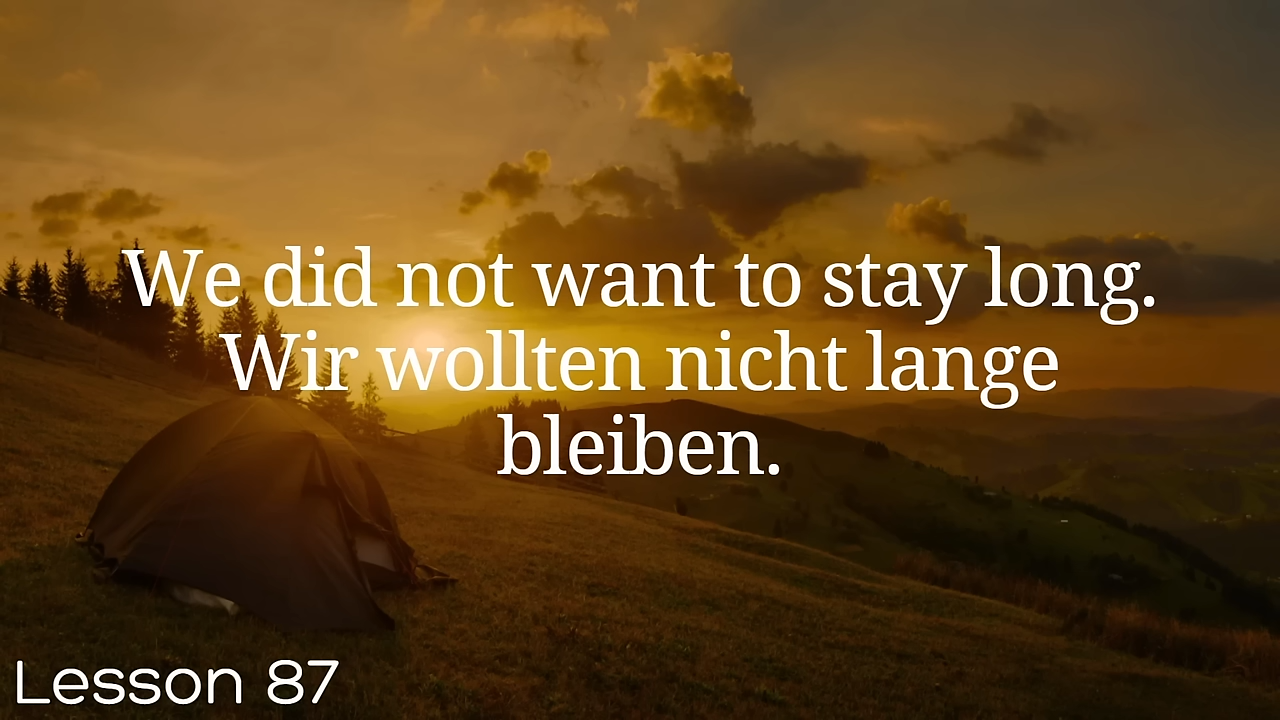 We did not want to stay long.
Wir wollten nicht lange
bleiben.
Lesson 87